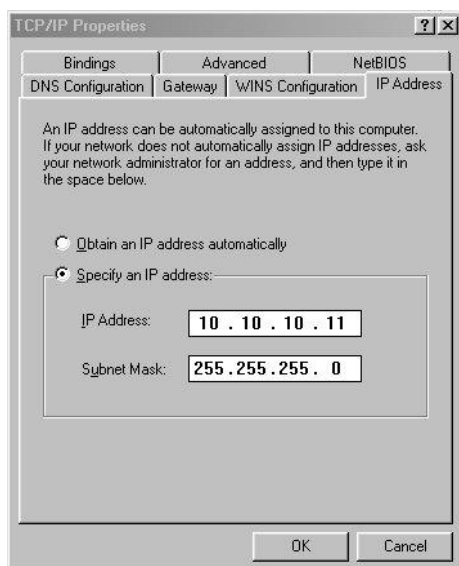 TCP/IP Properties
? ×
Bindings Advanced NetBIOS
DNS Configuration Gateway WINS Configuration IP Address
An IP address can be automatically assigned to this computer.
If your network does not automatically assign IP addresses, ask
your network administrator for an address, and then type it in
the space below.
Obtain an IP address automatically
Specify an IP address:
IP Address: 10 . 10 . 10 . 11
Subnet Mask: 255 . 255 . 255 . 0
OK Cancel